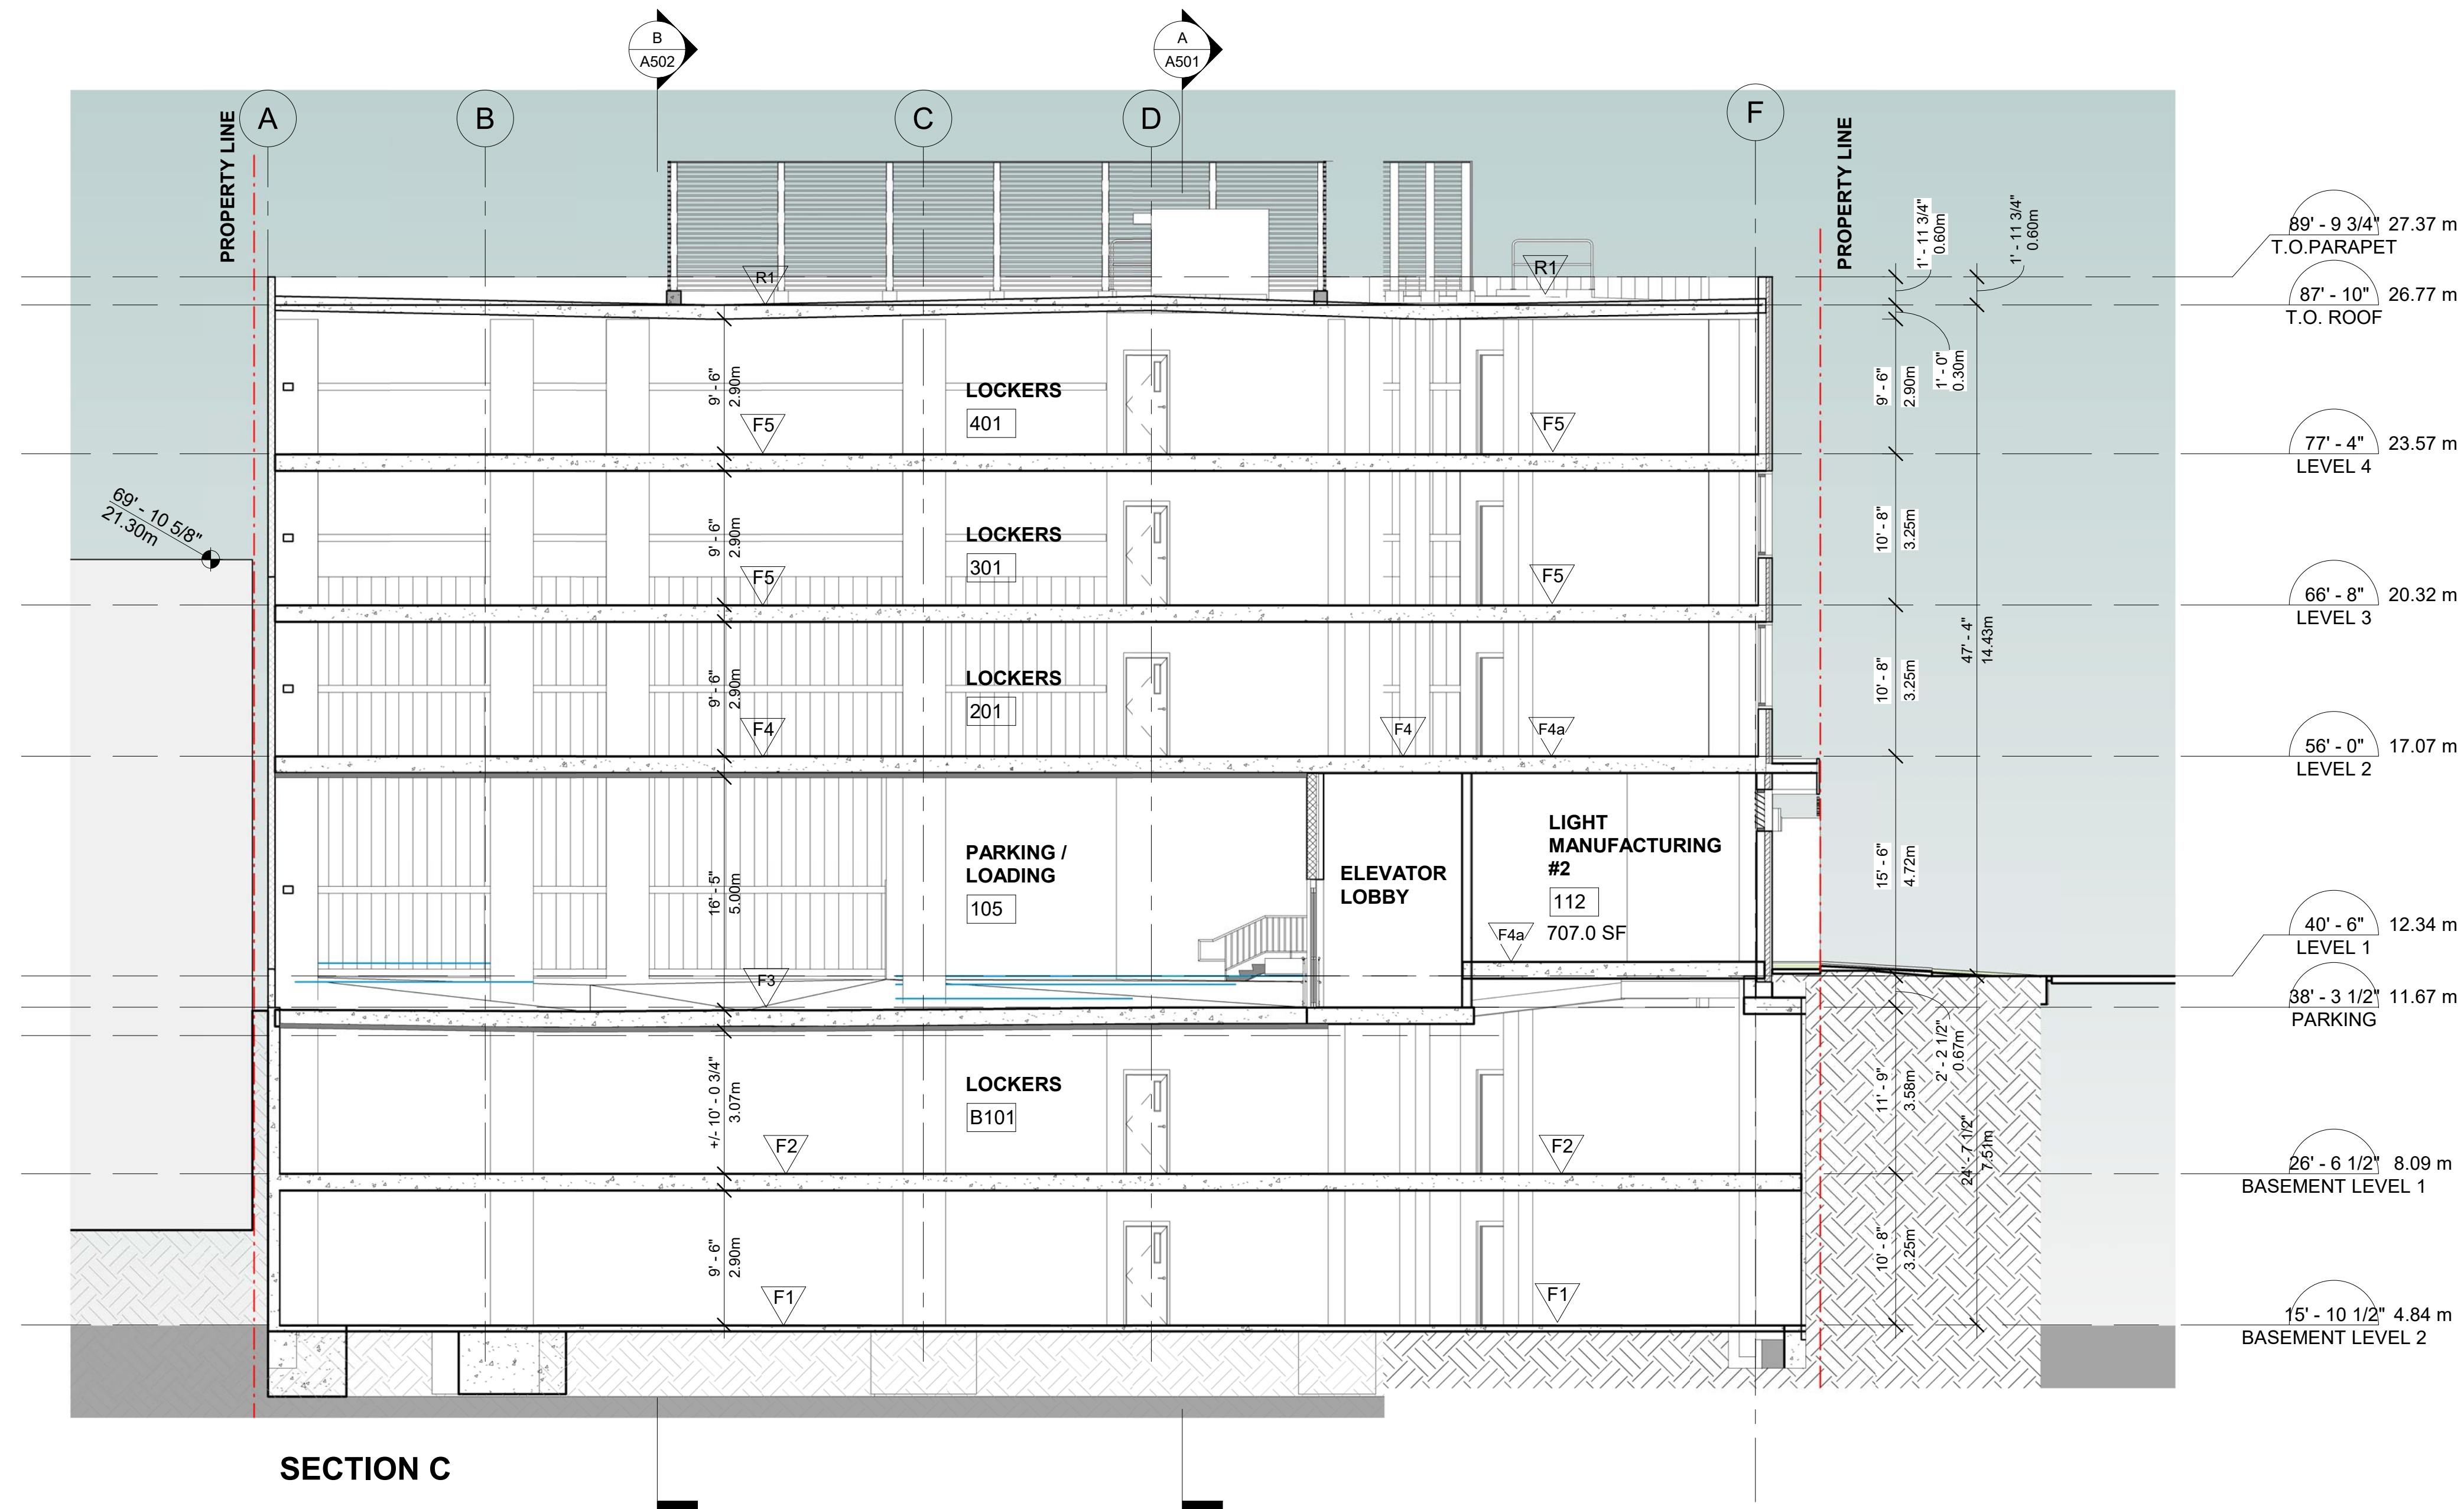 B
A502
A
A501
A
B
C
D
F
PROPERTY LINE
PROPERTY LINE
89' - 9 3/4" 27.37 m
T.O.PARAPET
87' - 10" 26.77 m
T.O. ROOF
77' - 4" 23.57 m
LEVEL 4
66' - 8" 20.32 m
LEVEL 3
56' - 0" 17.07 m
LEVEL 2
40' - 6" 12.34 m
LEVEL 1
38' - 3 1/2" 11.67 m
PARKING
26' - 6 1/2" 8.09 m
BASEMENT LEVEL 1
15' - 10 1/2" 4.84 m
BASEMENT LEVEL 2
1' - 11 3/4"
0.60m
1' - 11 3/4"
0.60m
1' - 0"
0.30m
9' - 6"
2.90m
10' - 8"
3.25m
10' - 8"
3.25m
47' - 4"
14.43m
15' - 6"
4.72m
2' - 2 1/2"
0.67m
11' - 9"
3.58m
24' - 7 1/2"
7.51m
10' - 8"
3.25m
69' - 10 5/8"
21.30m
R1
R1
9' - 6"
2.90m
LOCKERS
401
F5
F5
9' - 6"
2.90m
LOCKERS
301
F5
F5
9' - 6"
2.90m
LOCKERS
201
F4
F4
F4a
16' - 5"
5.00m
PARKING /
LOADING
105
F3
ELEVATOR
LOBBY
LIGHT
MANUFACTURING
#2
112
707.0 SF
F4a
+/- 10' - 0 3/4"
3.07m
LOCKERS
B101
F2
F2
9' - 6"
2.90m
F1
F1
SECTION C